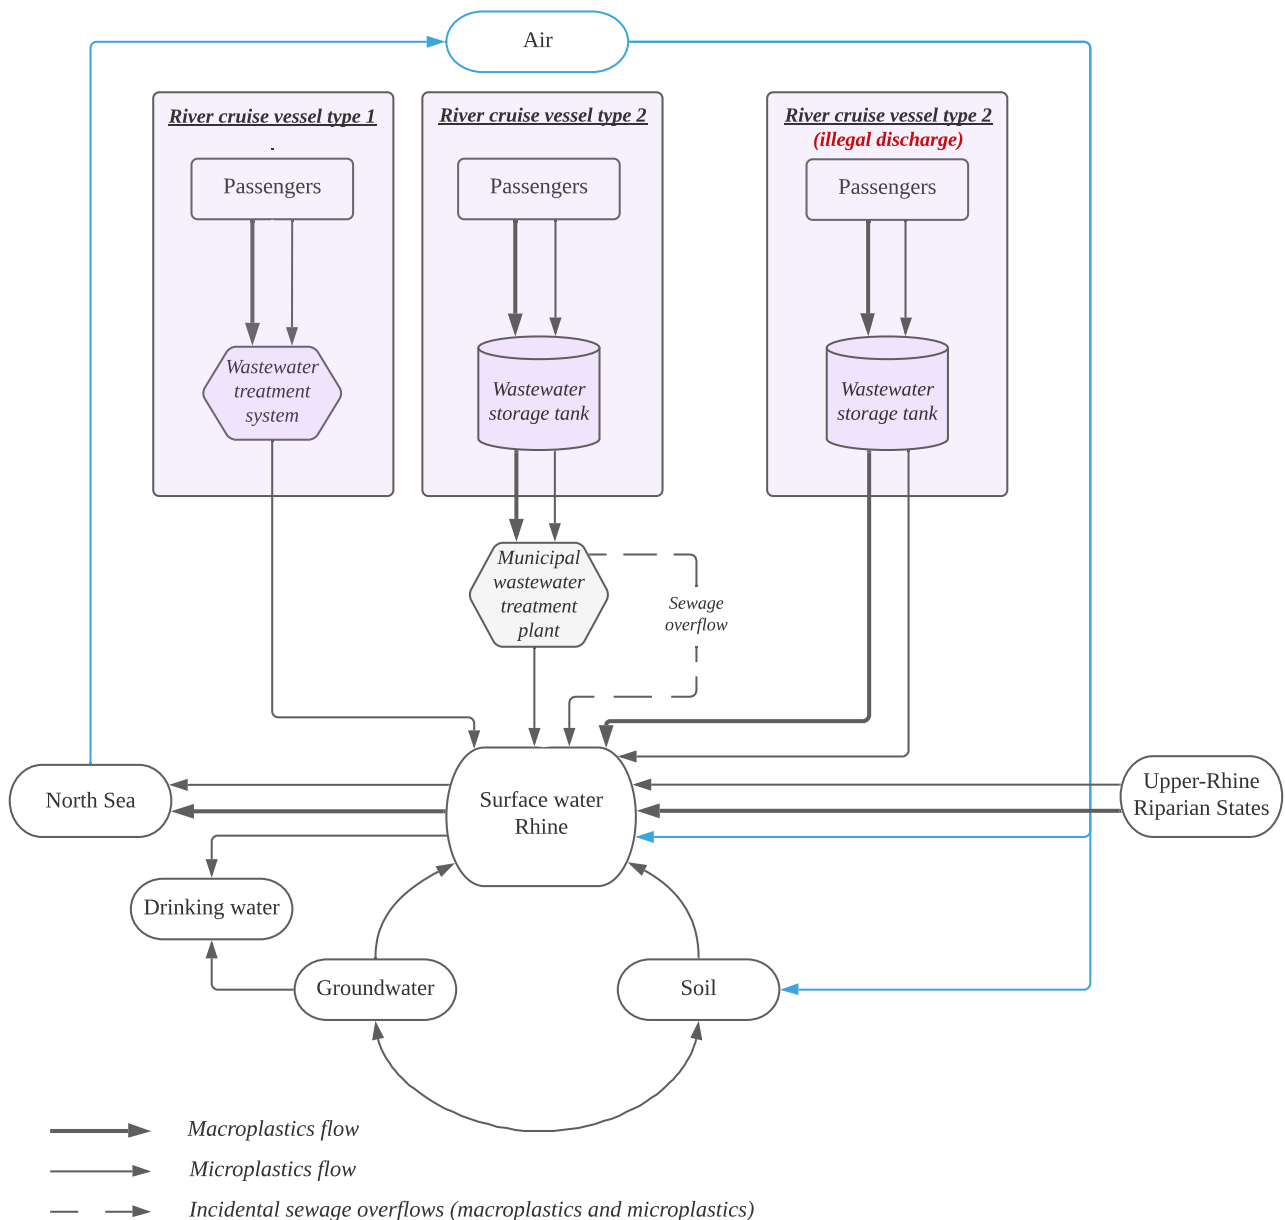 Air
River cruise vessel type 1
.
Passengers
Wastewater
treatment
system
River cruise vessel type 2
Passengers
Wastewater
storage tank
River cruise vessel type 2
(illegal discharge)
Passengers
Wastewater
storage tank
Municipal
wastewater
treatment
plant
Sewage
overflow
North Sea
Surface water
Rhine
Upper-Rhine
Riparian States
Drinking water
Groundwater
Soil
Macroplastics flow
Microplastics flow
Incidental sewage overflows (macroplastics and microplastics)